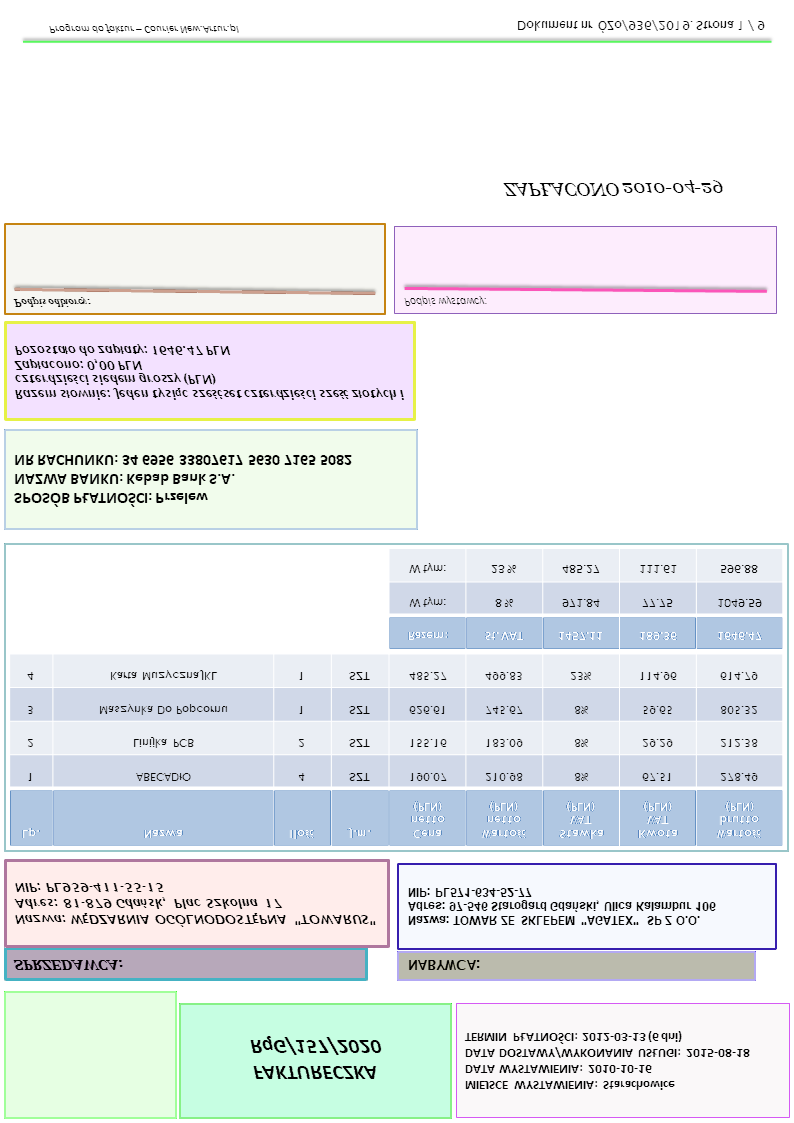 FAKTURECZKA
RąG/157/2020
MIEJSCE WYSTAWIENIA: Starachowice
DATA WYSTAWIENIA: 2010-10-16
DATA DOSTAWY/WYKONANIA USŁUGI: 2015-08-18
TERMIN PŁATNOŚCI: 2012-03-13 (6 dni)
SPRZEDAWCA:
Nazwa: WĘDZARNIA OGÓLNODOSTĘPNA "TOWARUS"
Adres: 81-879 Gdańsk, Plac Szkolna 17
NIP: PL959-411-55-15
NABYWCA:
Nazwa: TOWAR ZE SKLEPEM "AGATEX" SP Z O.O.
Adres: 97-546 Starogard Gdański, Ulica Kalambur 106
NIP: PL571-634-52-77
Lp. Nazwa Ilość J.m. Cena netto (PLN) Wartość netto (PLN) Stawka VAT (PLN) Kwota VAT (PLN) Wartość brutto (PLN)
1 ABECADłO 4 SZT 190.07 210.98 8% 67.51 278.49
2 Linijka PCB 2 SZT 155.16 183.09 8% 29.29 212.38
3 Maszynka Do Popcornu 1 SZT 626.61 745.67 8% 59.65 805.32
4 Karta MuzycznaJKL 1 SZT 485.27 499.83 23% 114.96 614.79
Razem: St.VAT 1457.11 189.36 1646.47
W tym: 8 % 971.84 77.75 1049.59
W tym: 23 % 485.27 111.61 596.88
SPOSÓB PŁATNOŚCI: Przelew
NAZWA BANKU: Kebab Bank S.A.
NR RACHUNKU: 34 6956 33807617 5630 7165 5082
Razem słownie: jeden tysiąc sześćset czterdzieści sześć złotych i
czterdzieści siedem groszy (PLN)
Zapłacono: 0,00 PLN
Pozostało do zapłaty: 1646.47 PLN
Podpis odbiorcy:
Podpis wystawcy:
ZAPŁACONO 2010-04-29
Program do faktur – Courier New.Artur.pl
Dokument nr ÓZo/936/2019. Strona 1 / 9